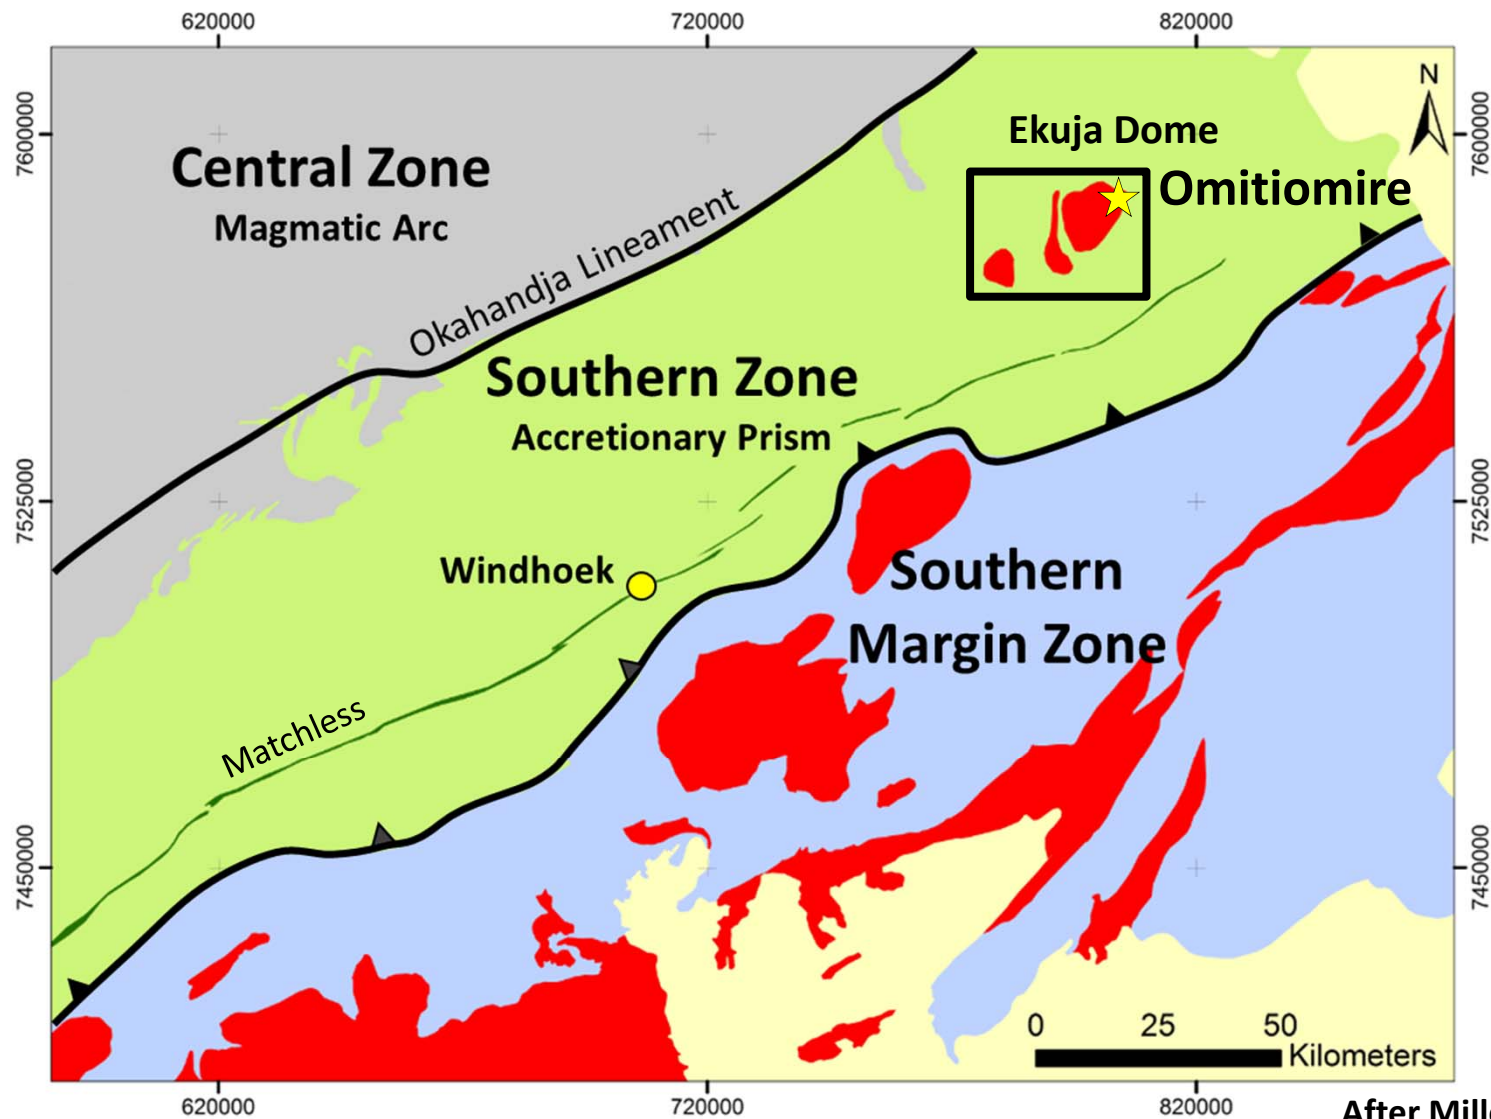 620000
720000
820000
N
7600000
7600000
Ekuja Dome
Central Zone
Magmatic Arc
Omitiomire
Okahandja Lineament
Southern Zone
Accretionary Prism
7525000
7525000
Windhoek
Southern
Margin Zone
Matchless
7450000
7450000
0 25 50
Kilometers
620000
720000
820000
After